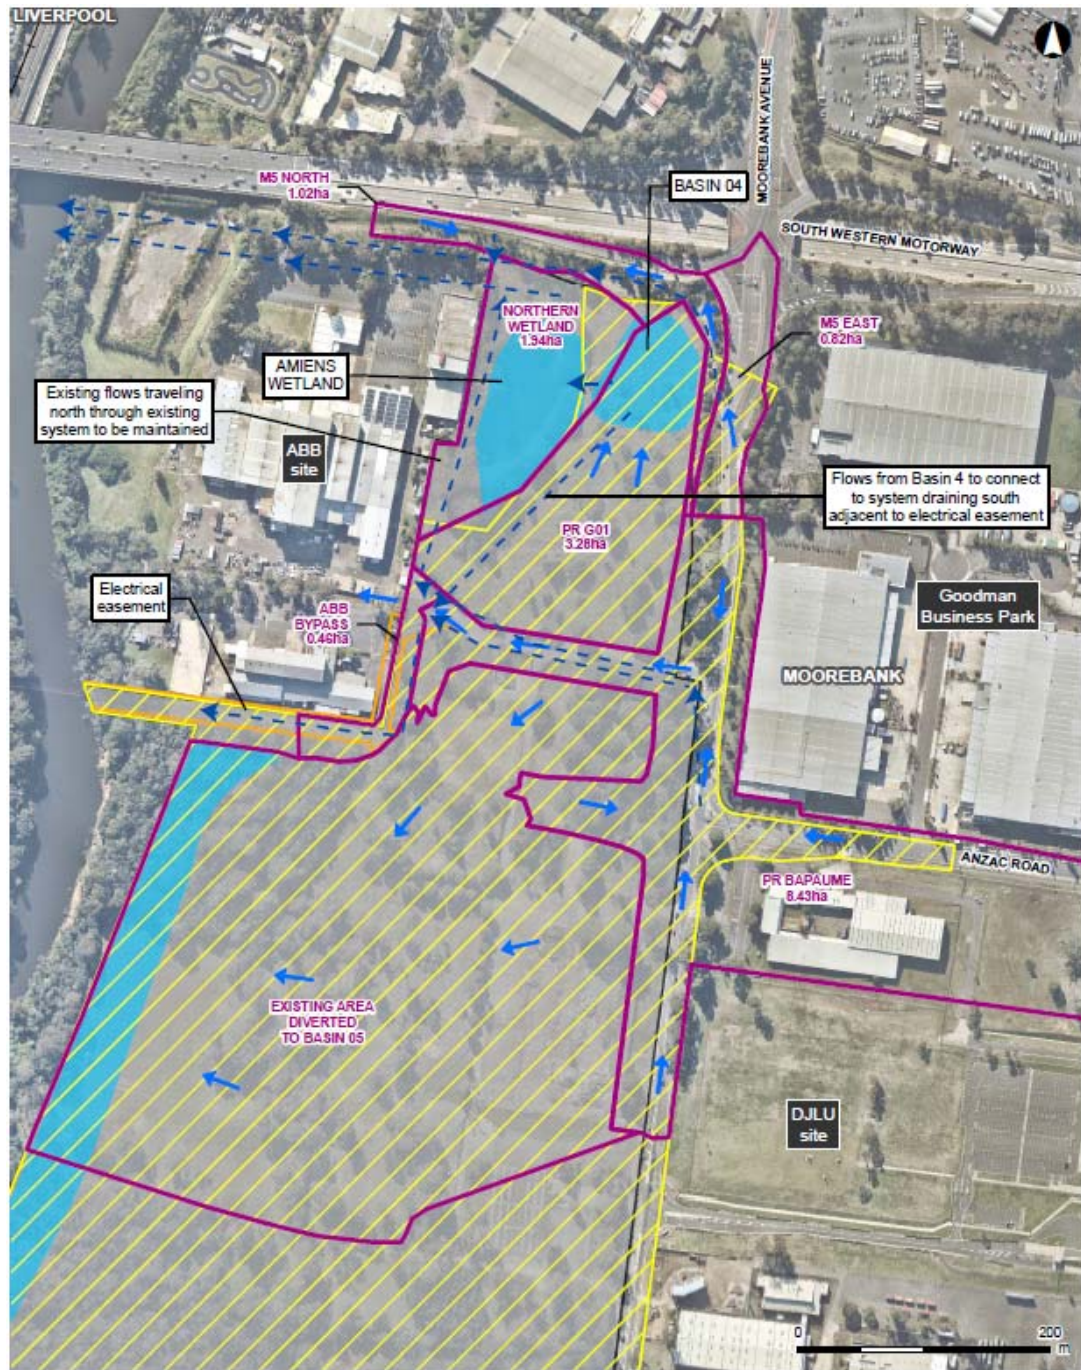 LIVERPOOL
MOOREBANK AVENUE
M5 NORTH
1.02ha
BASIN 04
SOUTH WESTERN MOTORWAY
NORTHERN
WETLAND
1.94ha
M5 EAST
0.82ha
AMIENS
WETLAND
Existing flows traveling
north through existing
system to be maintained
ABB
site
Flows from Basin 4 to connect
to system draining south
adjacent to electrical easement
PR G01
3.28ha
Electrical
easement
ABB
BYPASS
0.46ha
Goodman
Business Park
MOOREBANK
ANZAC ROAD
PR BAPAUME
8.43ha
EXISTING AREA
DIVERTED
TO BASIN 05
DJLU
site
0
200
m